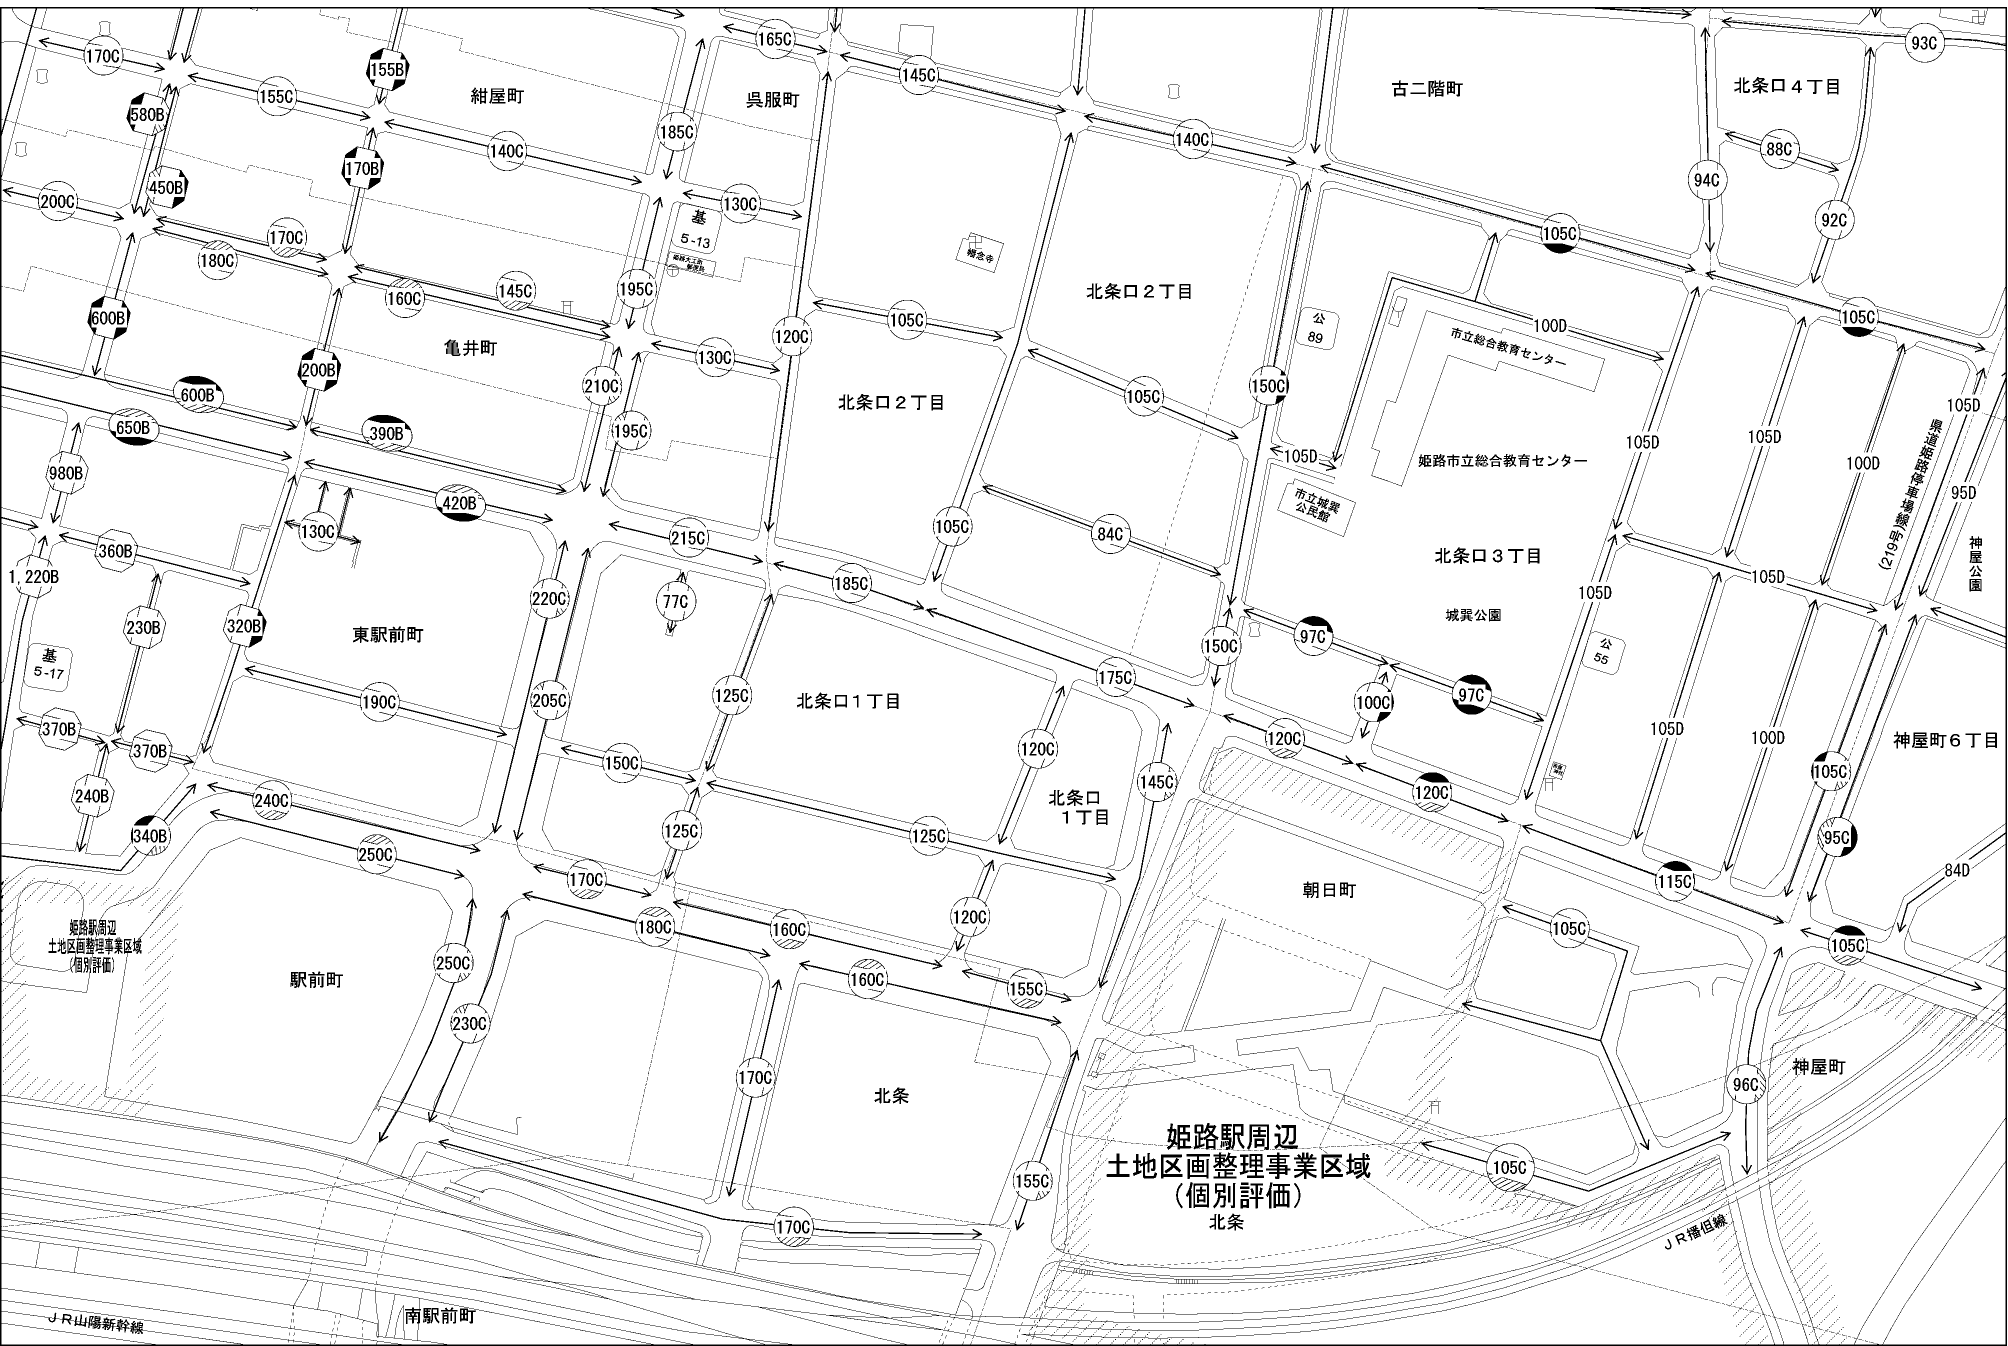 170C
155B
165C
145C
93C
紺屋町
呉服町
古二階町
北条口４丁目
155C
580B
185C
140C
140C
88C
170B
450B
94C
200C
130C
92C
基
5-13
170C
180C
105C
195C
145C
160C
北条口２丁目
600B
105C
120C
公
89
100D
105C
市立総合教育センター
亀井町
130C
200B
210C
150C
600B
105C
北条口２丁目
650B
390B
195C
105D
105D
105D
100D
県道姫路停車場線
(219号)
95D
105D
姫路市立総合教育センター
980B
420B
市立城巽
公民館
130C
215C
105C
84C
360B
北条口３丁目
神屋公園
1,220B
185C
105D
220C
77C
105D
城巽公園
230B
320B
東駅前町
97C
150C
公
55
基
5-17
175C
190C
205C
125C
北条口１丁目
100C
97C
370B
370B
105D
100D
神屋町６丁目
120C
120C
150C
105C
145C
240B
240C
120C
北条口
１丁目
340B
125C
125C
95C
250C
170C
115C
84D
朝日町
120C
姫路駅周辺
土地区画整理事業区域
（個別評価）
180C
160C
105C
105C
250C
駅前町
160C
155C
230C
170C
96C
神屋町
北条
姫路駅周辺
土地区画整理事業区域
（個別評価）
105C
155C
北条
170C
ＪＲ播但線
南駅前町
ＪＲ山陽新幹線